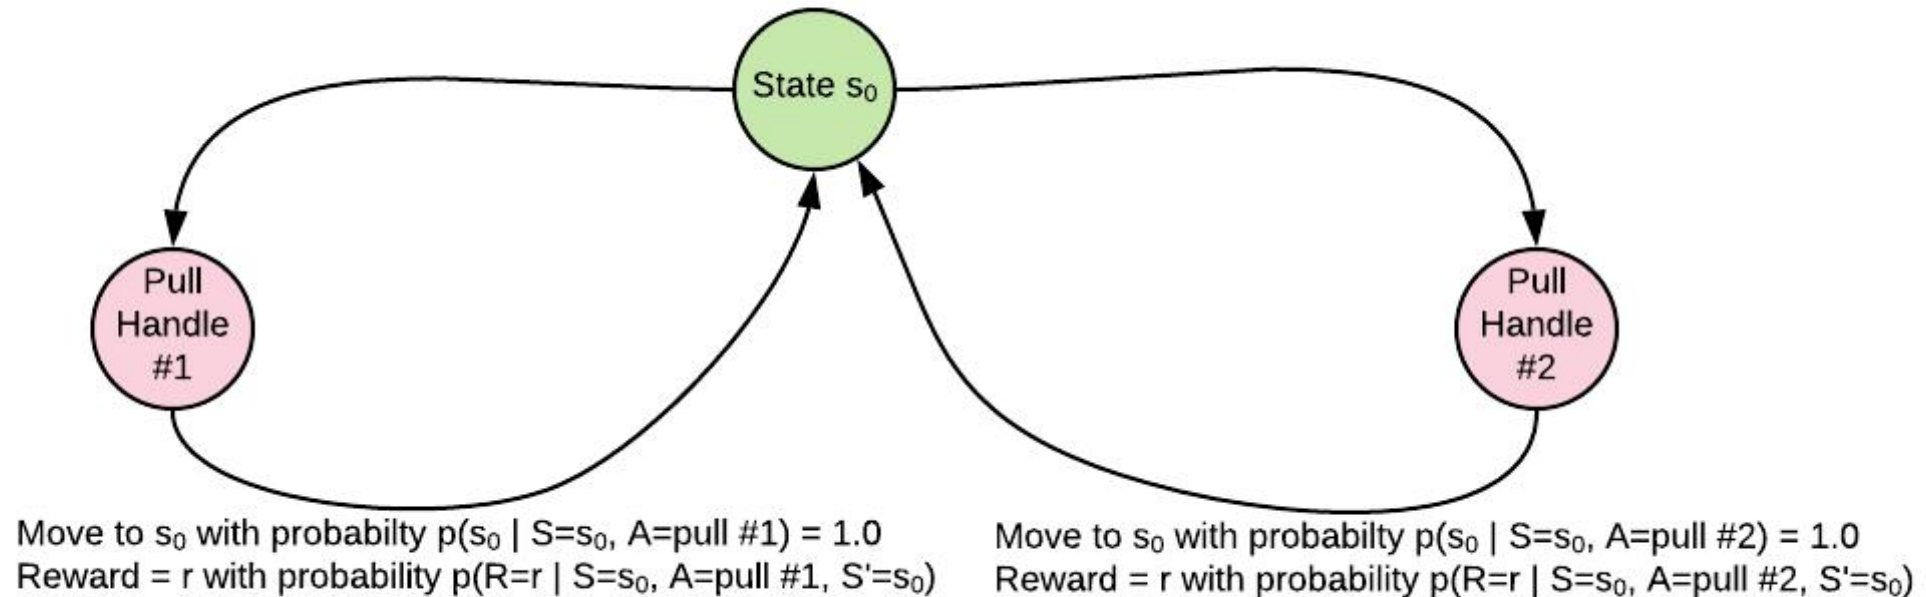 State s₀
Pull
Handle
#1
Pull
Handle
#2
Move to s₀ with probabilty p(s₀ | S=s₀, A=pull #1) = 1.0
Reward = r with probability p(R=r | S=s₀, A=pull #1, S'=s₀)
Move to s₀ with probabilty p(s₀ | S=s₀, A=pull #2) = 1.0
Reward = r with probability p(R=r | S=s₀, A=pull #2, S'=s₀)